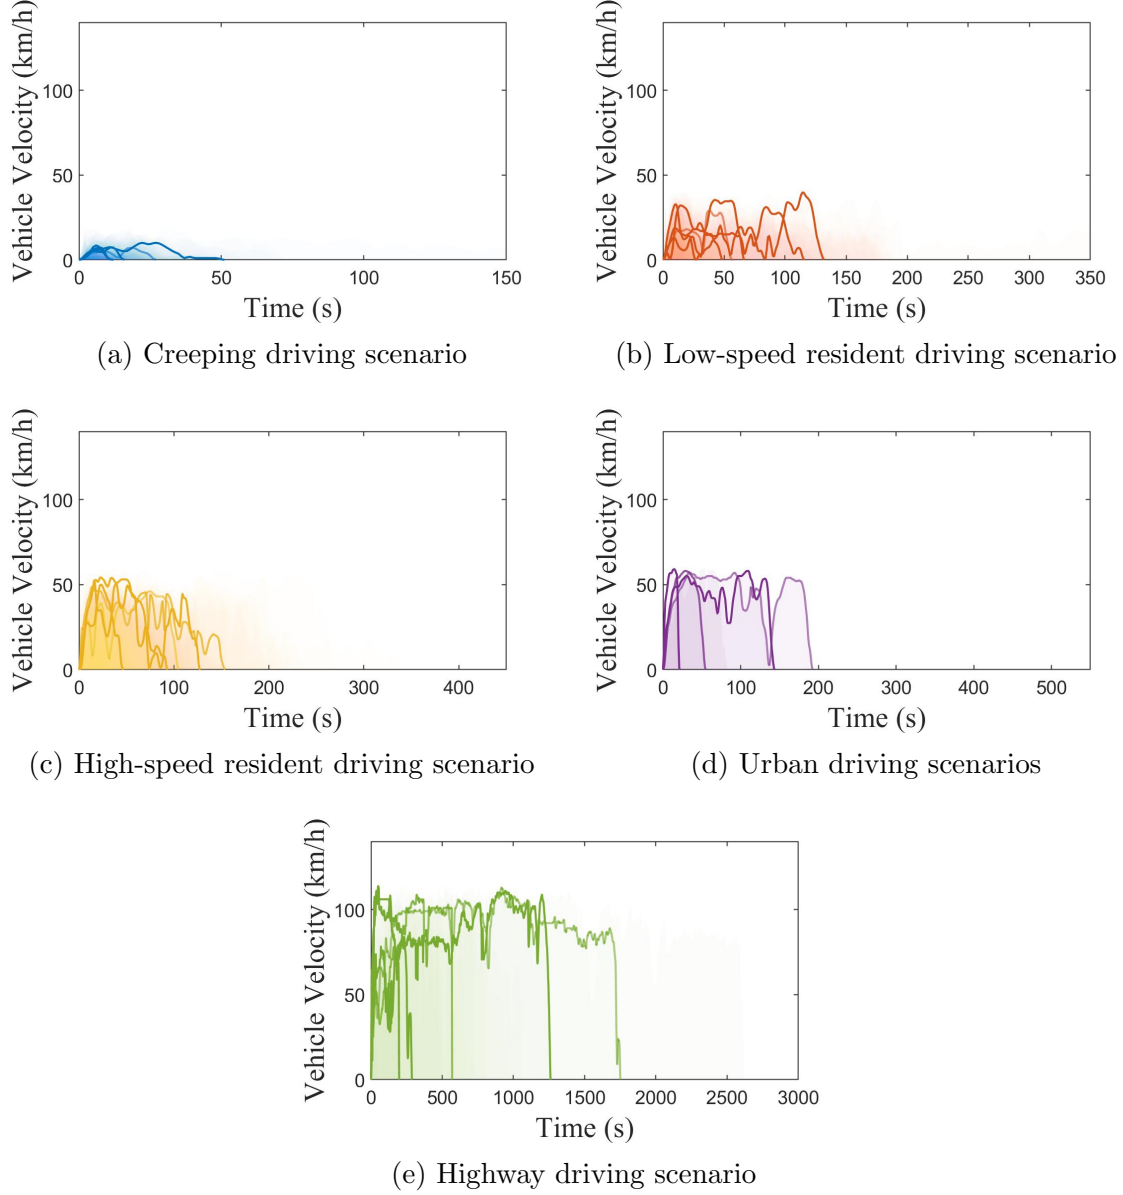 Vehicle Velocity (km/h)
100
50
0
0 50 100 150
Time (s)
(a) Creeping driving scenario
Vehicle Velocity (km/h)
100
50
0
0 50 100 150 200 250 300 350
Time (s)
(b) Low-speed resident driving scenario
Vehicle Velocity (km/h)
100
50
0
0 100 200 300 400
Time (s)
(c) High-speed resident driving scenario
Vehicle Velocity (km/h)
100
50
0
0 100 200 300 400 500
Time (s)
(d) Urban driving scenarios
Vehicle Velocity (km/h)
100
50
0
0 500 1000 1500 2000 2500 3000
Time (s)
(e) Highway driving scenario